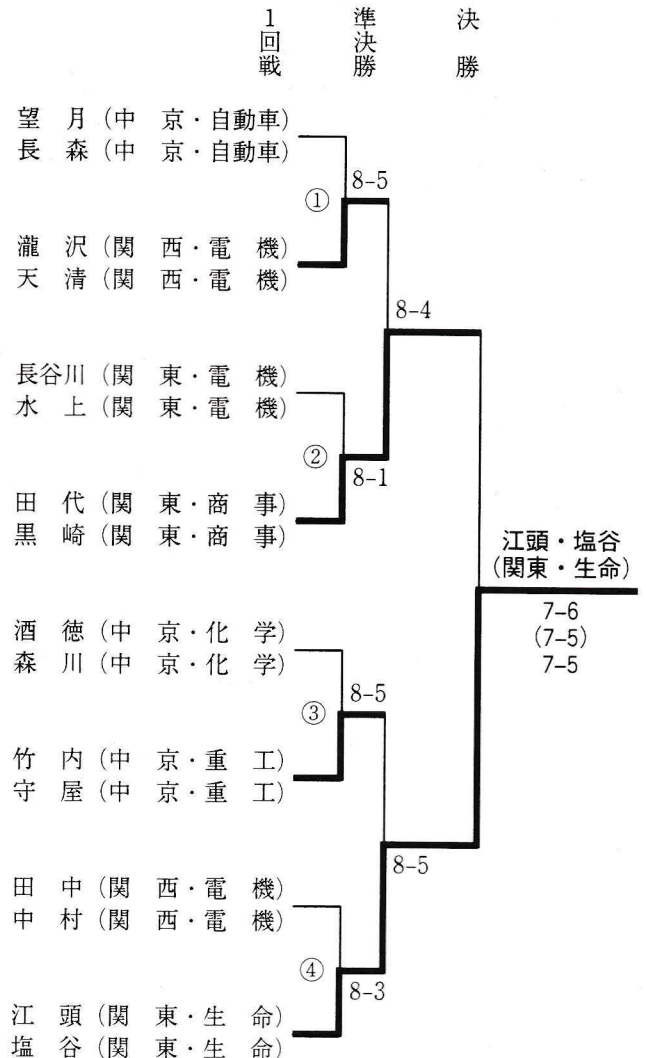 1回戦
準決勝
決勝
望月(中京・自動車)
長森(中京・自動車)
8-5
①
瀧沢(関西・電機)
天清(関西・電機)
8-4
長谷川(関東・電機)
水上(関東・電機)
②
8-1
田代(関東・商事)
黒崎(関東・商事)
江頭・塩谷
(関東・生命)
7-6
(7-5)
7-5
酒徳(中京・化学)
森川(中京・化学)
8-5
③
竹内(中京・重工)
守屋(中京・重工)
8-5
田中(関西・電機)
中村(関西・電機)
④
8-3
江頭(関東・生命)
塩谷(関東・生命)